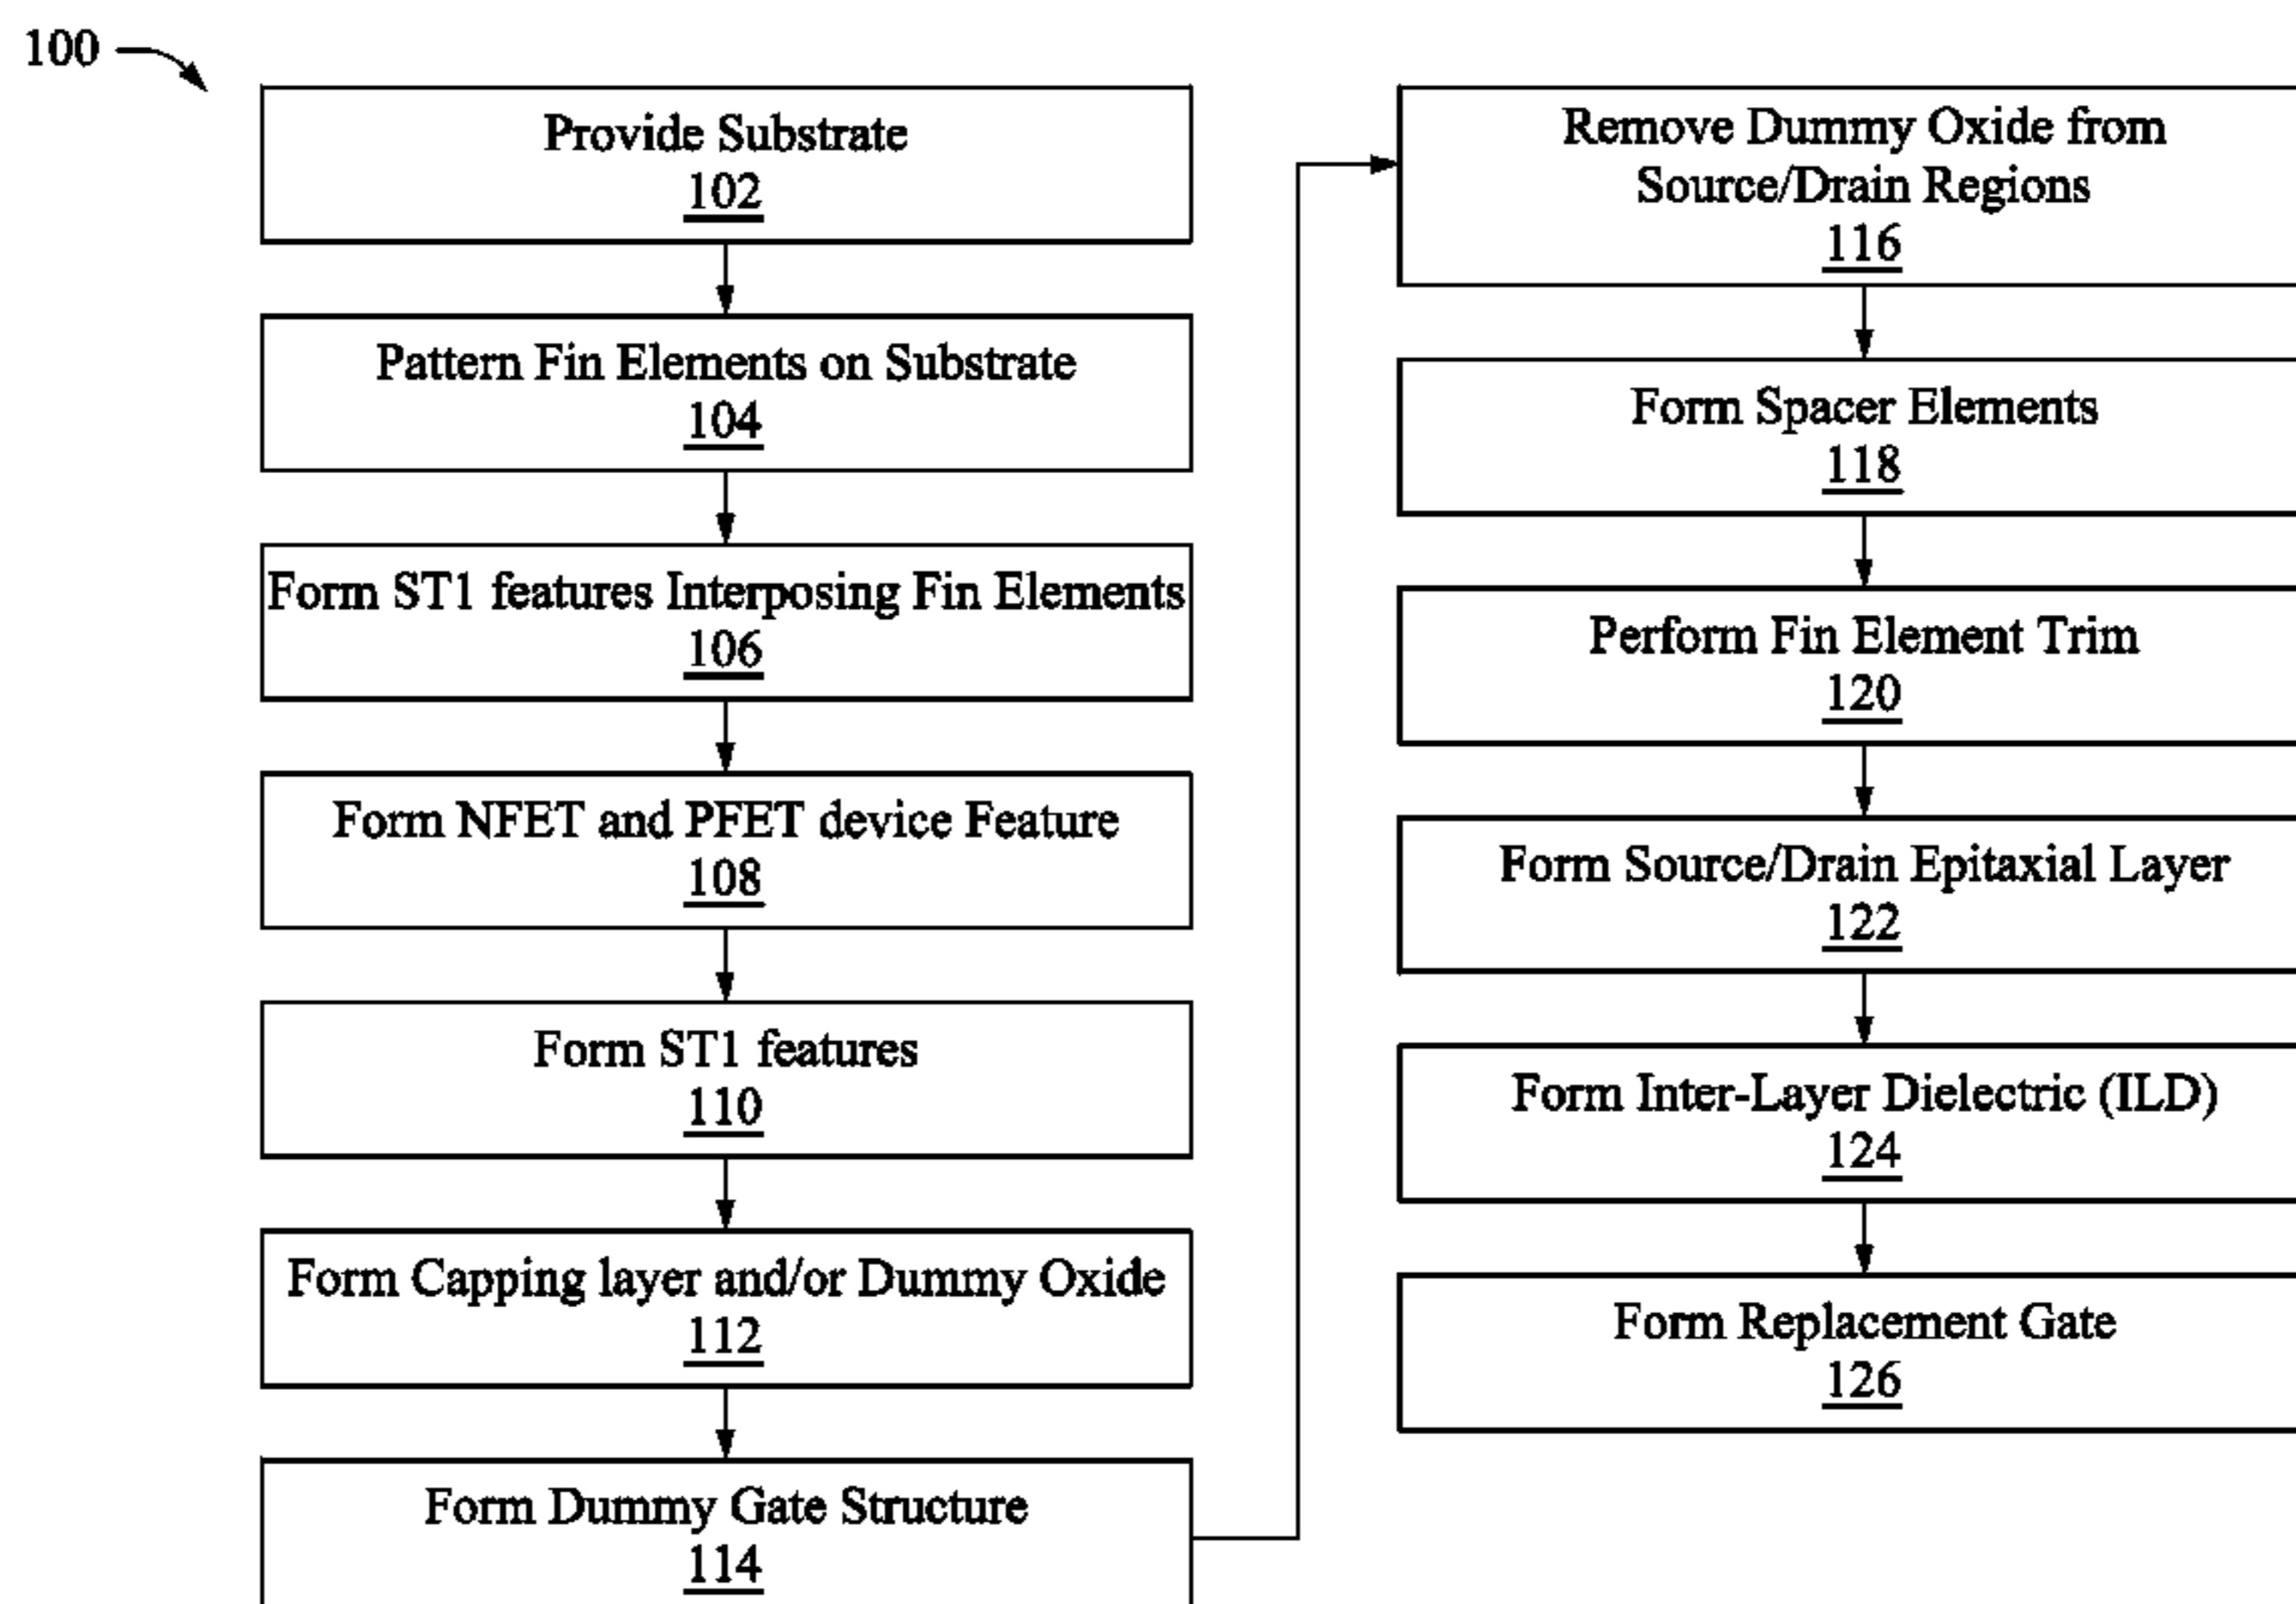 100
Provide Substrate
102
Pattern Fin Elements on Substrate
104
Form ST1 features Interposing Fin Elements
106
Form NFET and PFET device Feature
108
Form ST1 features
110
Form Capping layer and/or Dummy Oxide
112
Form Dummy Gate Structure
114
Remove Dummy Oxide from
Source/Drain Regions
116
Form Spacer Elements
118
Perform Fin Element Trim
120
Form Source/Drain Epitaxial Layer
122
Form Inter-Layer Dielectric (ILD)
124
Form Replacement Gate
126